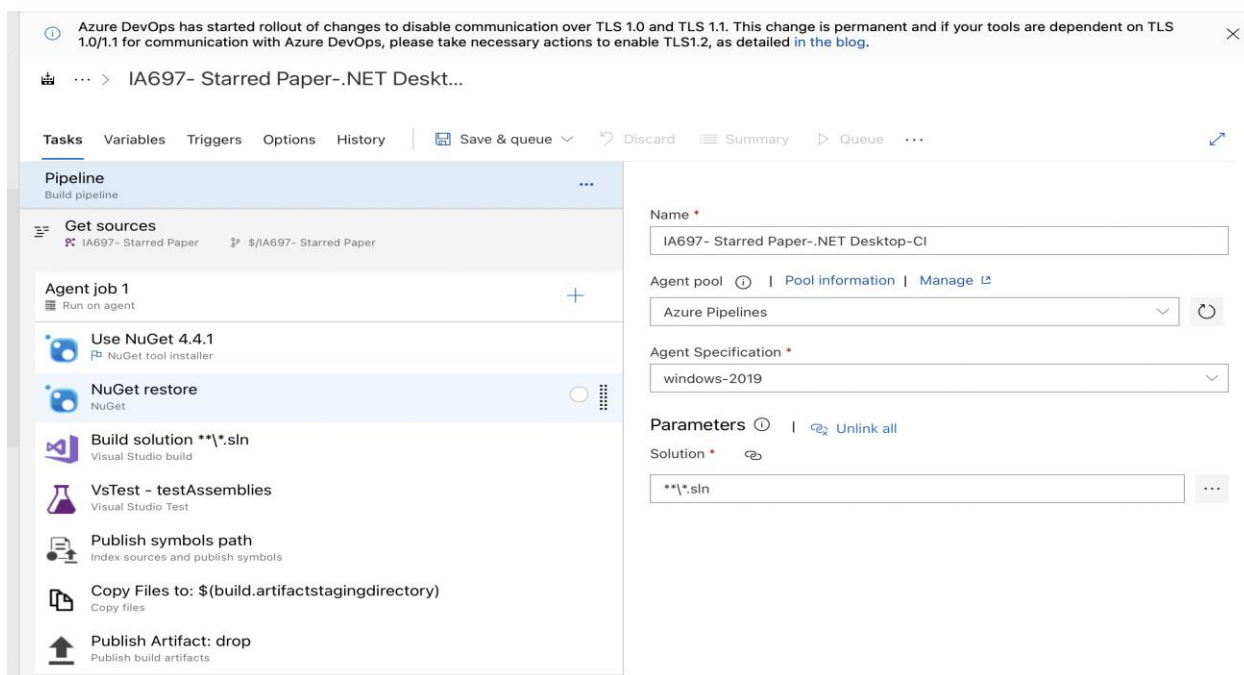 Azure DevOps has started rollout of changes to disable communication over TLS 1.0 and TLS 1.1. This change is permanent and if your tools are dependent on TLS
1.0/1.1 for communication with Azure DevOps, please take necessary actions to enable TLS1.2, as detailed in the blog.
... > IA697- Starred Paper-.NET Deskt...
Tasks Variables Triggers Options History Save & queue Discard Summary Queue ...
Pipeline
Build pipeline
Get sources
IA697- Starred Paper $/IA697- Starred Paper
Agent job 1
Run on agent
Use NuGet 4.4.1
NuGet tool installer
NuGet restore
NuGet
Build solution **\*.sln
Visual Studio build
VsTest - testAssemblies
Visual Studio Test
Publish symbols path
Index sources and publish symbols
Copy Files to: $(build.artifactstagingdirectory)
Copy files
Publish Artifact: drop
Publish build artifacts
Name *
IA697- Starred Paper-.NET Desktop-CI
Agent pool | Pool information | Manage
Azure Pipelines
Agent Specification *
windows-2019
Parameters | Unlink all
Solution *
**\*.sln